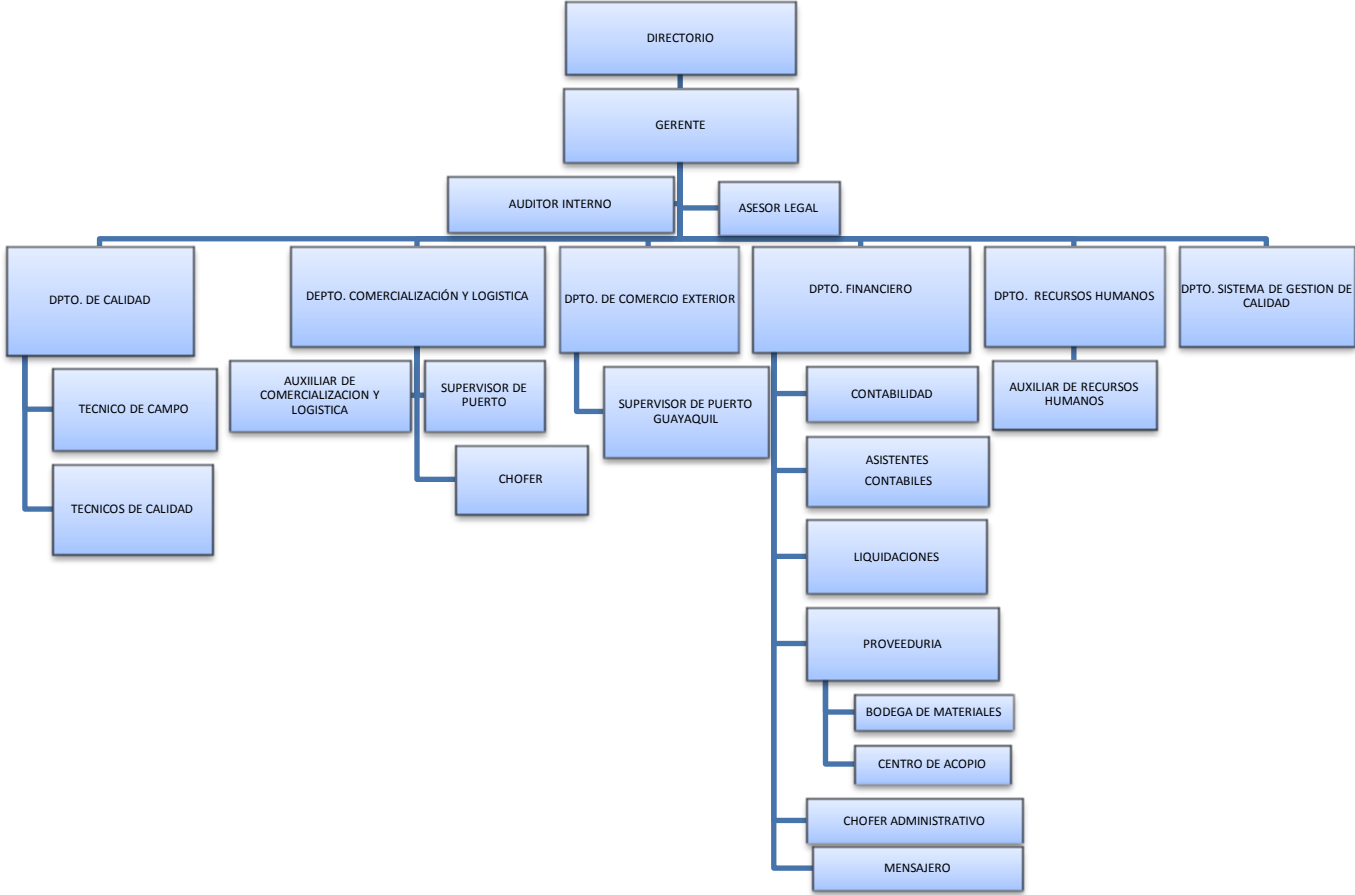 DIRECTORIO
GERENTE
AUDITOR INTERNO
ASESOR LEGAL
DPTO. DE CALIDAD
DEPTO. COMERCIALIZACIÓN Y LOGISTICA
DPTO. DE COMERCIO EXTERIOR
DPTO. FINANCIERO
DPTO. RECURSOS HUMANOS
DPTO. SISTEMA DE GESTION DE
CALIDAD
TECNICO DE CAMPO
TECNICOS DE CALIDAD
AUXIILIAR DE
COMERCIALIZACION Y
LOGISTICA
SUPERVISOR DE
PUERTO
CHOFER
SUPERVISOR DE PUERTO
GUAYAQUIL
CONTABILIDAD
ASISTENTES
CONTABILES
LIQUIDACIONES
PROVEEDURIA
BODEGA DE MATERIALES
CENTRO DE ACOPIO
CHOFER ADMINISTRATIVO
MENSAJERO
AUXILIAR DE RECURSOS
HUMANOS